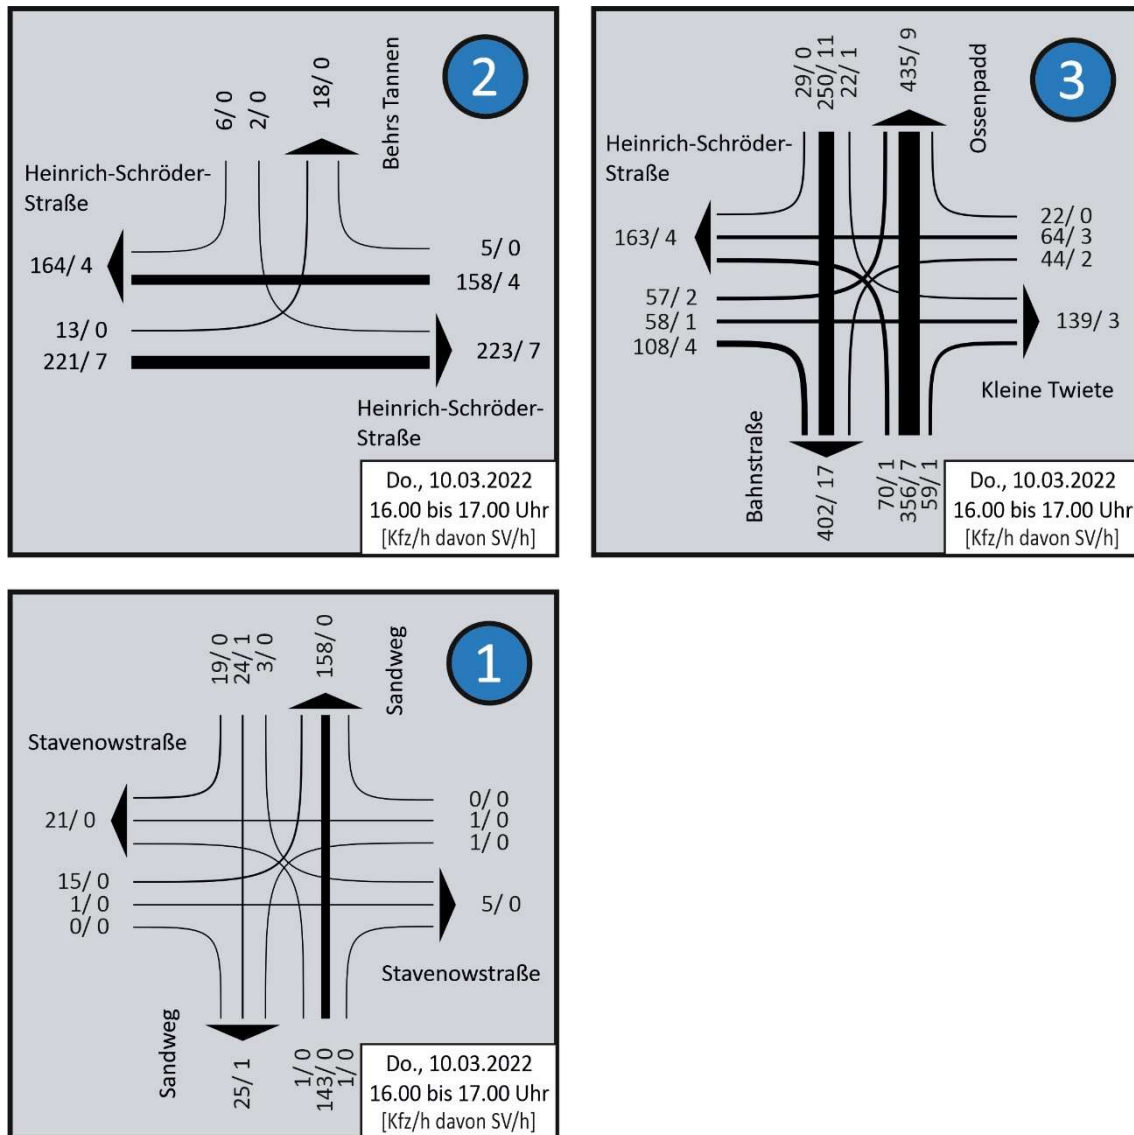 2
6/ 0
2/ 0
18/ 0
Behrs Tannen
Heinrich-Schröder-
Straße
164/ 4
5/ 0
158/ 4
13/ 0
221/ 7
223/ 7
Heinrich-Schröder-
Straße
Do., 10.03.2022
16.00 bis 17.00 Uhr
[Kfz/h davon SV/h]
3
29/ 0
250/ 11
22/ 1
435/ 9
Ossenpadd
Heinrich-Schröder-
Straße
163/ 4
22/ 0
64/ 3
44/ 2
57/ 2
58/ 1
108/ 4
139/ 3
Kleine Twiete
Bahnstraße
402/ 17
70/ 1
356/ 7
59/ 1
Do., 10.03.2022
16.00 bis 17.00 Uhr
[Kfz/h davon SV/h]
1
19/ 0
24/ 1
3/ 0
158/ 0
Sandweg
Stavenowstraße
21/ 0
0/ 0
1/ 0
1/ 0
15/ 0
1/ 0
0/ 0
5/ 0
Stavenowstraße
Sandweg
25/ 1
1/ 0
143/ 0
1/ 0
Do., 10.03.2022
16.00 bis 17.00 Uhr
[Kfz/h davon SV/h]